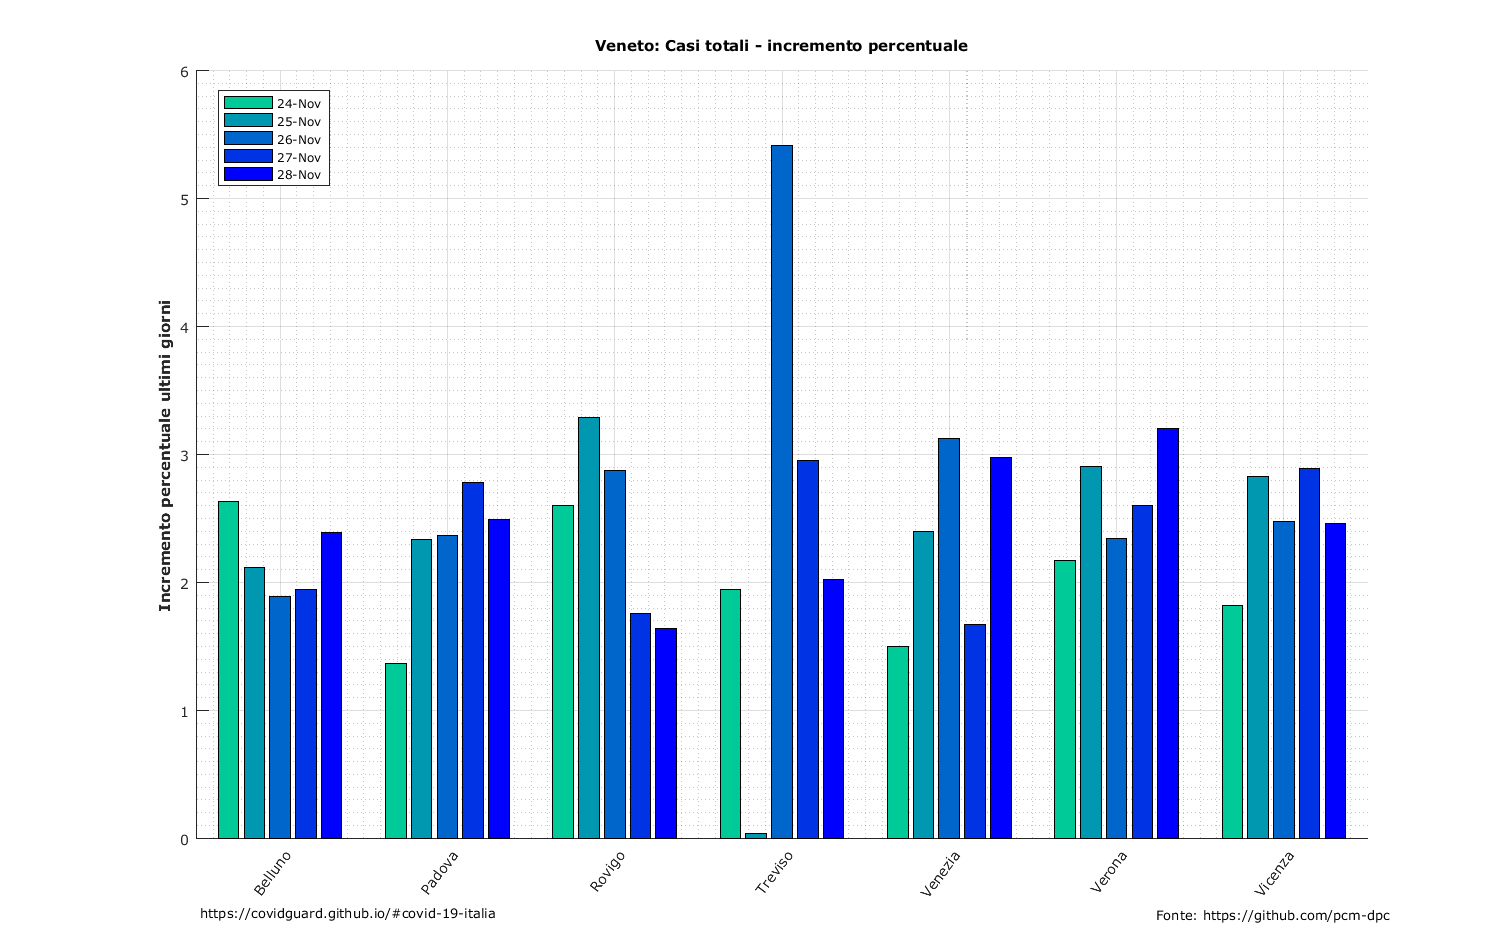 Veneto: Casi totali - incremento percentuale
6
5
4
3
2
1
0
Incremento percentuale ultimi giorni
24-Nov
25-Nov
26-Nov
27-Nov
28-Nov
Belluno
Padova
Rovigo
Treviso
Venezia
Verona
Vicenza
https://covidguard.github.io/#covid-19-italia
Fonte: https://github.com/pcm-dpc